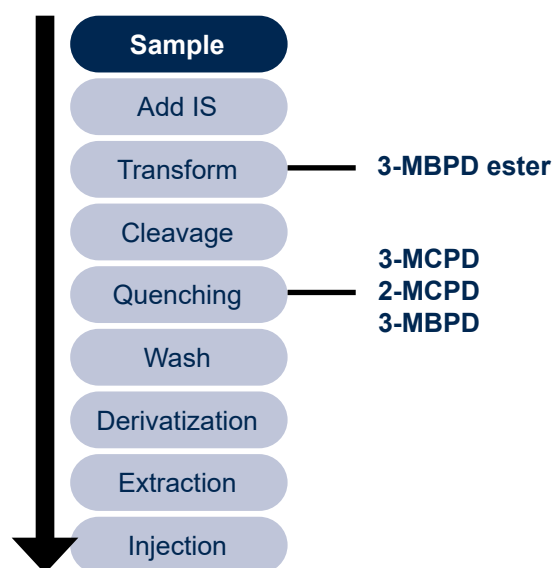 Sample
Add IS
Transform
3-MBPD ester
Cleavage
Quenching
3-MCPD
2-MCPD
3-MBPD
Wash
Derivatization
Extraction
Injection